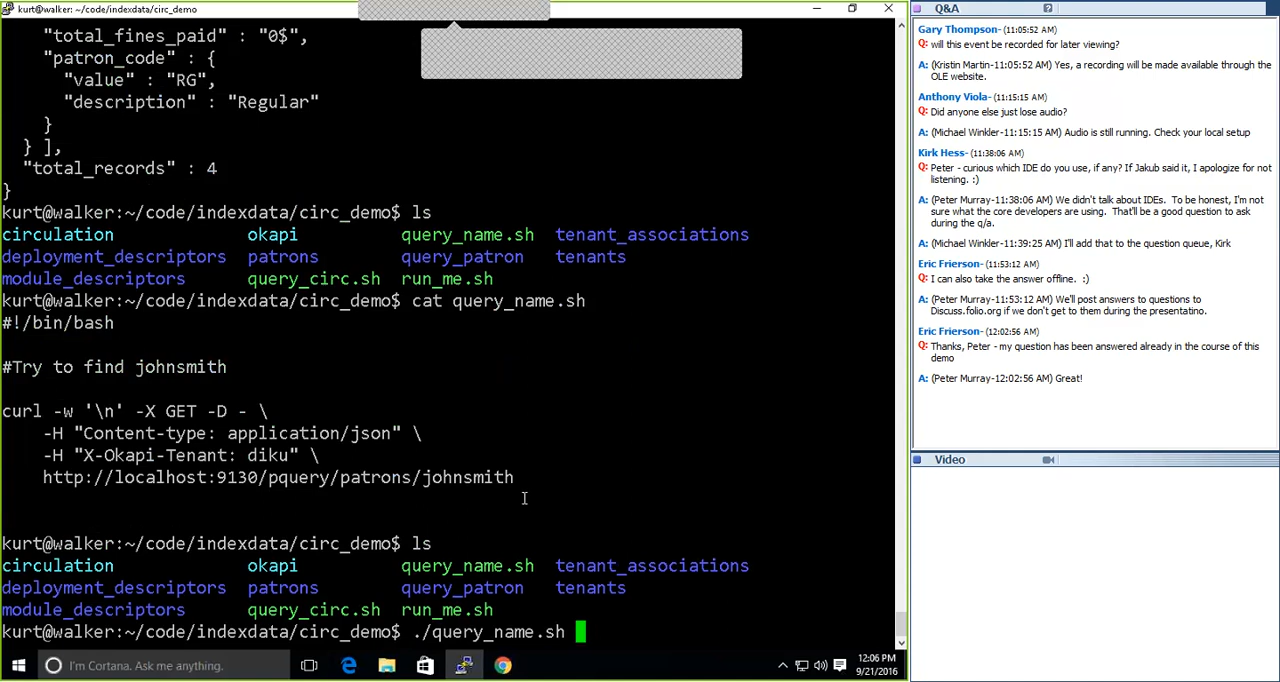 kurt@walker: ~/code/indexdata/circ_demo
"total_fines_paid" : "0$",
"patron_code" : {
"value" : "RG",
"description" : "Regular"
}
} ],
"total_records" : 4
}
kurt@walker:~/code/indexdata/circ_demo$ ls
circulation okapi query_name.sh tenant_associations
deployment_descriptors patrons query_patron tenants
module_descriptors query_circ.sh run_me.sh
kurt@walker:~/code/indexdata/circ_demo$ cat query_name.sh
#!/bin/bash
#Try to find johnsmith
curl -w '\n' -X GET -D - \
-H "Content-type: application/json" \
-H "X-Okapi-Tenant: diku" \
http://localhost:9130/pquery/patrons/johnsmith
kurt@walker:~/code/indexdata/circ_demo$ ls
circulation okapi query_name.sh tenant_associations
deployment_descriptors patrons query_patron tenants
module_descriptors query_circ.sh run_me.sh
kurt@walker:~/code/indexdata/circ_demo$ ./query_name.sh
I'm Cortana. Ask me anything.
12:06 PM
9/21/2016
Q&A
?
Gary Thompson- (11:05:52 AM)
Q: will this event be recorded for later viewing?
A: (Kristin Martin-11:05:52 AM) Yes, a recording will be made available through the
OLE website.
Anthony Viola- (11:15:15 AM)
Q: Did anyone else just lose audio?
A: (Michael Winkler-11:15:15 AM) Audio is still running. Check your local setup
Kirk Hess- (11:38:06 AM)
Q: Peter - curious which IDE do you use, if any? If Jakub said it, I apologize for not
listening. :)
A: (Peter Murray-11:38:06 AM) We didn't talk about IDEs. To be honest, I'm not
sure what the core developers are using. That'll be a good question to ask
during the q/a.
A: (Michael Winkler-11:39:25 AM) I'll add that to the question queue, Kirk
Eric Frierson- (11:53:12 AM)
Q: I can also take the answer offline. :)
A: (Peter Murray-11:53:12 AM) We'll post answers to questions to
Discuss.folio.org if we don't get to them during the presentatino.
Eric Frierson- (12:02:56 AM)
Q: Thanks, Peter - my question has been answered already in the course of this
demo
A: (Peter Murray-12:02:56 AM) Great!
Video